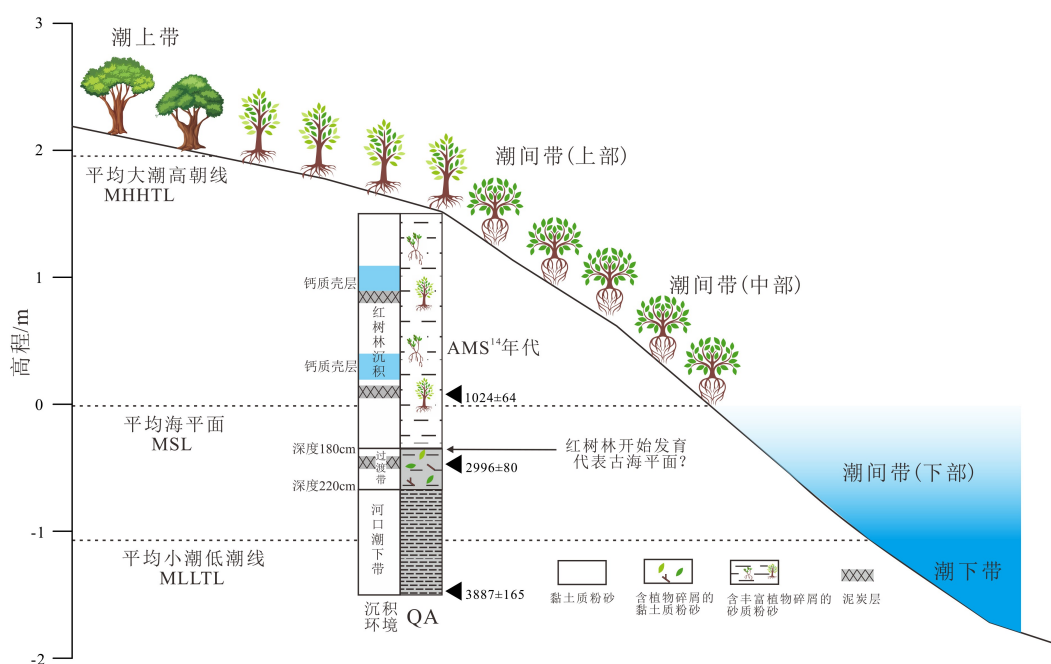 3
潮上带
2
平均大潮高朝线
MHHTL
潮间带(上部)
1
钙质壳层
潮间带(中部)
红树林沉积
高程/m
AMS¹⁴年代
钙质壳层
1024±64
0
平均海平面
MSL
深度180cm
红树林开始发育
代表古海平面?
过渡带
2996±80
潮间带(下部)
深度220cm
河口潮下带
-1
平均小潮低潮线
MLLTL
潮下带
3887±165
沉积
环境
QA
黏土质粉砂
含植物碎屑的
黏土质粉砂
含丰富植物碎屑的
砂质粉砂
泥炭层
-2